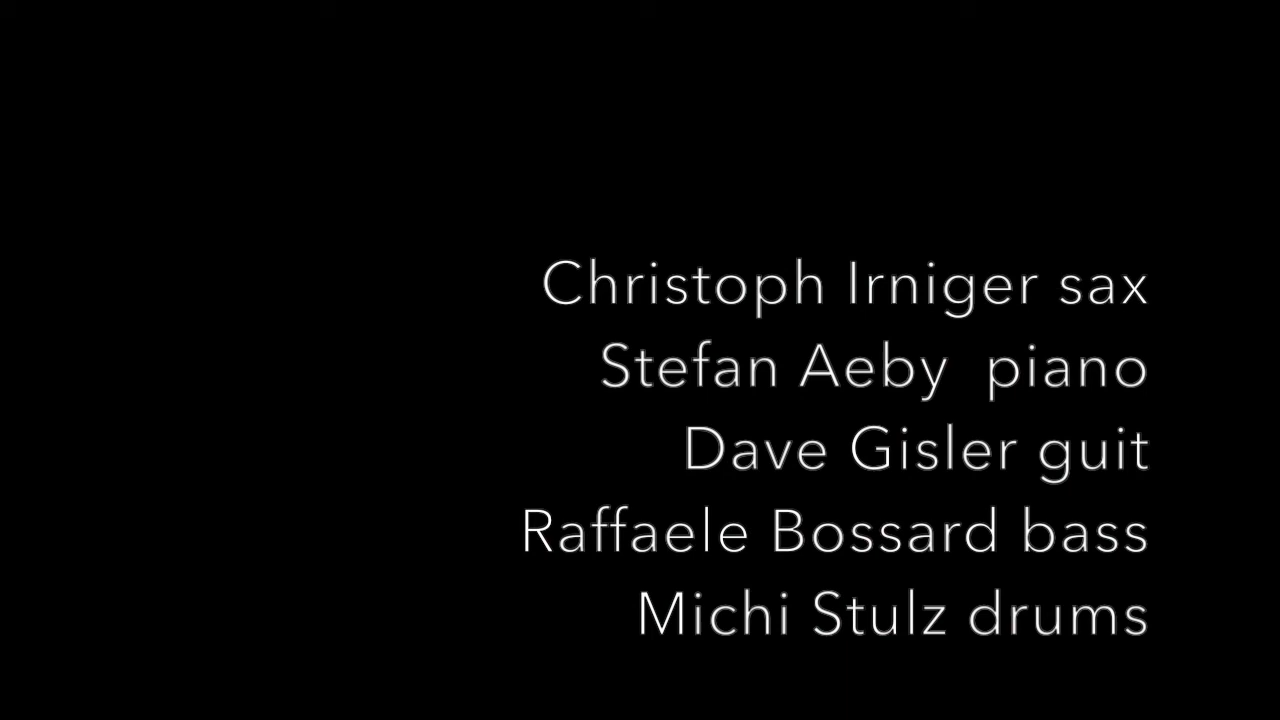 Christoph Irniger sax
Stefan Aeby  piano
Dave Gisler guit
Raffaele Bossard bass
Michi Stulz drums